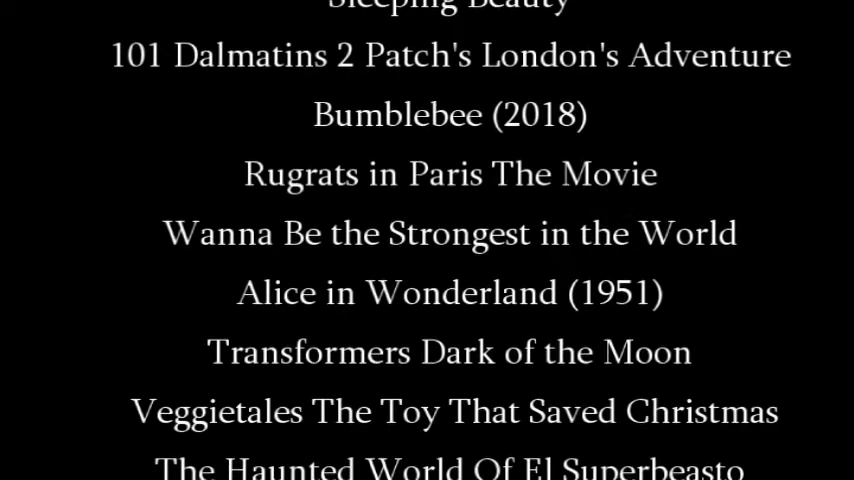 Sleeping Beauty
101 Dalmatins 2 Patch's London's Adventure
Bumblebee (2018)
Rugrats in Paris The Movie
Wanna Be the Strongest in the World
Alice in Wonderland (1951)
Transformers Dark of the Moon
Veggietales The Toy That Saved Christmas
The Haunted World Of El Superbeasto